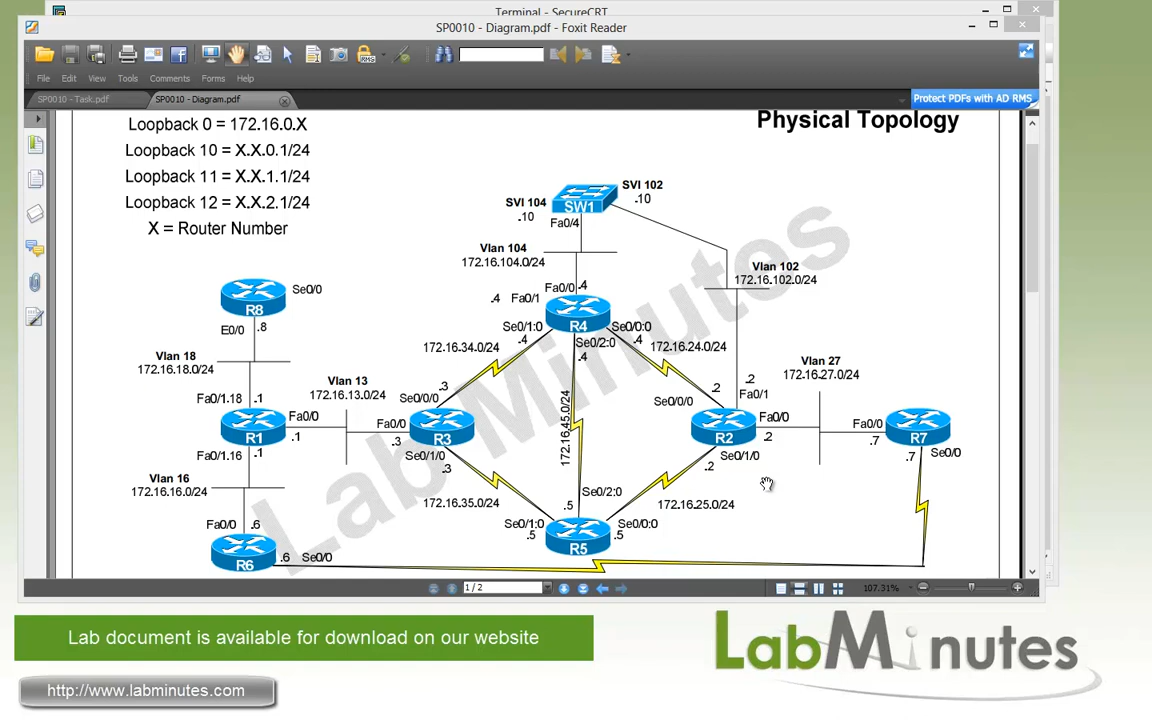 Terminal - SecureCRT
SP0010 - Diagram.pdf - Foxit Reader
File Edit View Tools Comments Forms Help
SP0010 - Task.pdf SP0010 - Diagram.pdf Protect PDFs with AD RMS
Loopback 0 = 172.16.0.X
Physical Topology
Loopback 10 = X.X.0.1/24
Loopback 11 = X.X.1.1/24
Loopback 12 = X.X.2.1/24
X = Router Number
SVI 104
.10
SW1
SVI 102
.10
Fa0/4
Vlan 104
172.16.104.0/24
Vlan 102
172.16.102.0/24
Fa0/0 .4
.4 Fa0/1
R4
Se0/1:0
.4
Se0/2:0
.4
Se0/0:0
.4
R8
Se0/0
E0/0 .8
Vlan 18
172.16.18.0/24
172.16.34.0/24
172.16.24.0/24
Vlan 13
172.16.13.0/24
Vlan 27
172.16.27.0/24
Fa0/1.18 .1
R1
Fa0/0
.1
Fa0/0
.3
.3
Se0/0/0
R3
Se0/1/0
.3
172.16.45.0/24
.2
Se0/0/0
.2
Fa0/1
R2
Fa0/0
.2
Se0/1/0
.2
Fa0/0
.7
R7
.7 Se0/0
Fa0/1.16 .1
Vlan 16
172.16.16.0/24
172.16.35.0/24
172.16.25.0/24
Se0/2:0
.5
Fa0/0 .6
R6
.6 Se0/0
Se0/1:0
.5
R5
Se0/0:0
.5
LabMinutes
1 / 2
107.31%
Lab document is available for download on our website
LabMinutes
http://www.labminutes.com